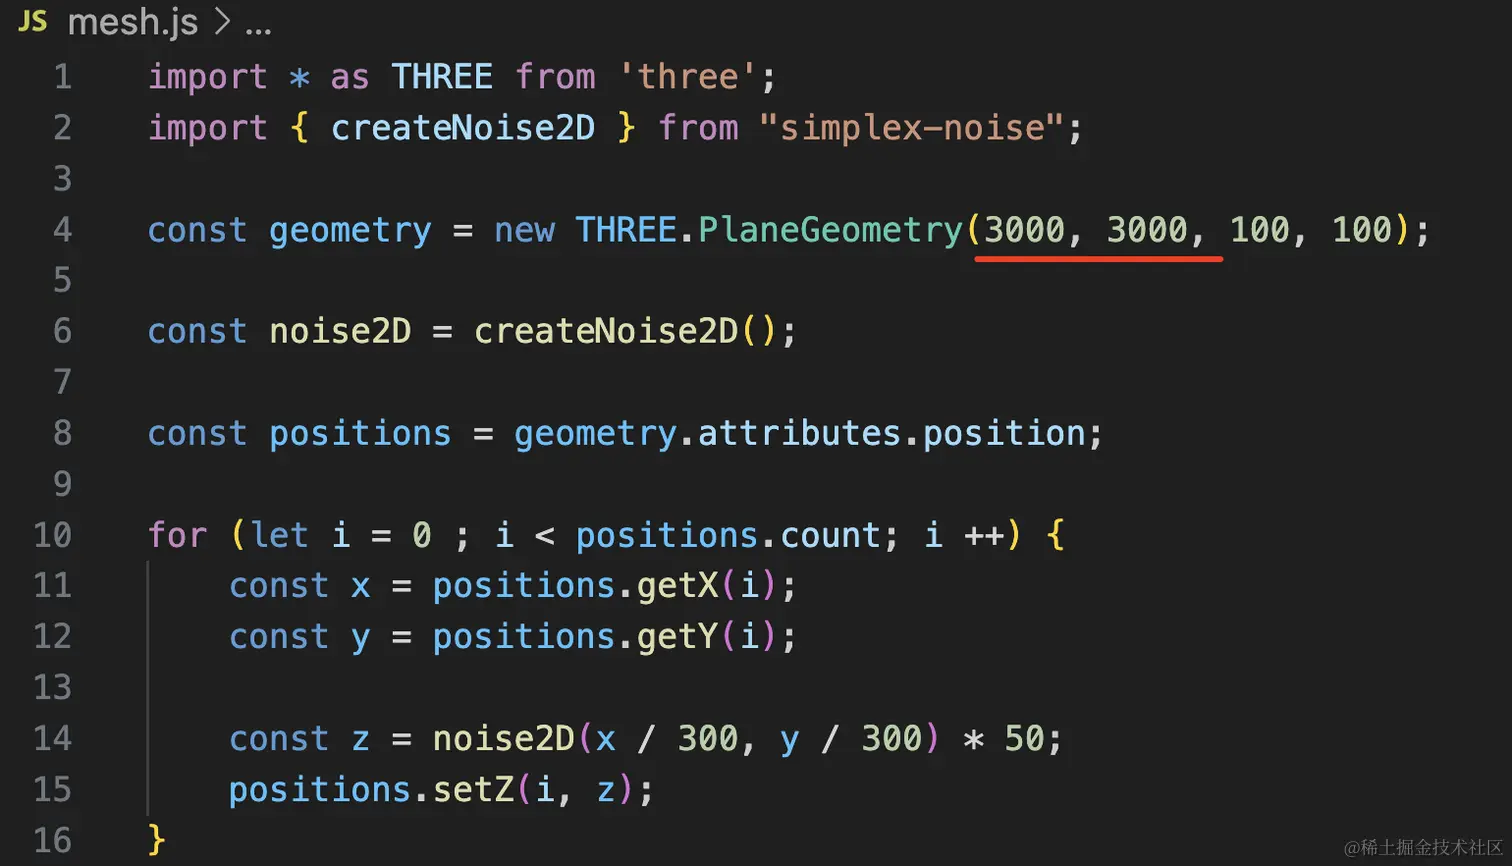 JS mesh.js > ...
1 import * as THREE from 'three';
2 import { createNoise2D } from "simplex-noise";
3
4 const geometry = new THREE.PlaneGeometry(3000, 3000, 100, 100);
5
6 const noise2D = createNoise2D();
7
8 const positions = geometry.attributes.position;
9
10 for (let i = 0 ; i < positions.count; i ++) {
11     const x = positions.getX(i);
12     const y = positions.getY(i);
13
14     const z = noise2D(x / 300, y / 300) * 50;
15     positions.setZ(i, z);
16 }
@稀土掘金技术社区